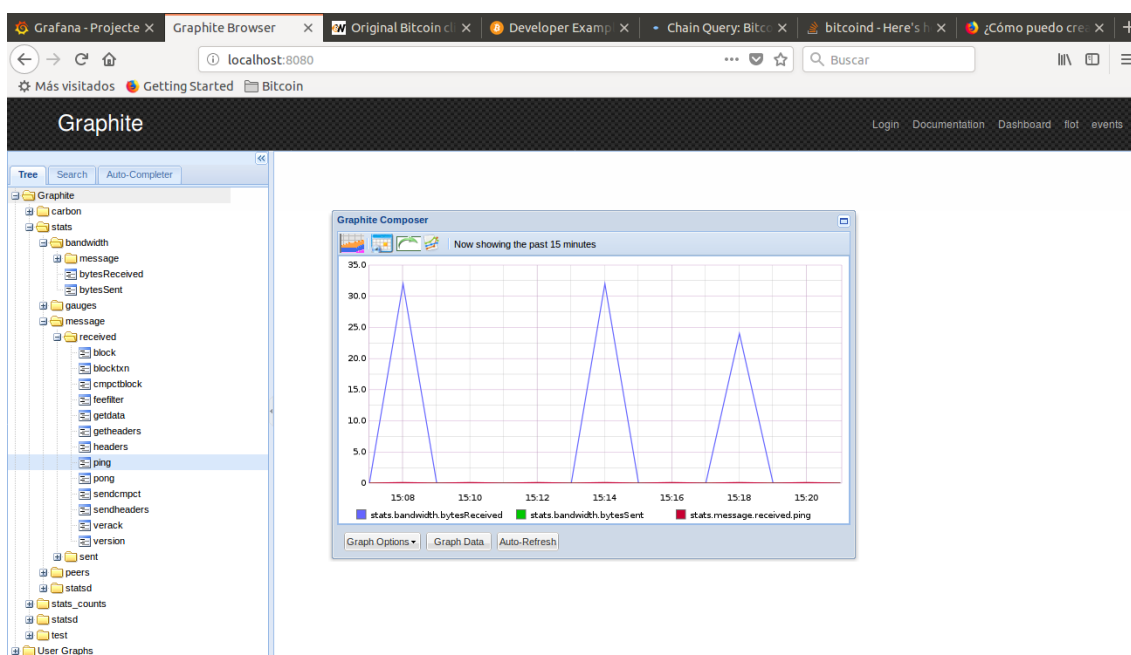 Grafana - Projecte Graphite Browser Original Bitcoin cli Developer Exampl Chain Query: Bitco bitcoind - Here's h ¿Cómo puedo crea
localhost:8080 Buscar
Más visitados Getting Started Bitcoin
Graphite Login Documentation Dashboard flot events
Tree Search Auto-Completer
Graphite
carbon
stats
bandwidth
message
bytesReceived
bytesSent
gauges
message
received
block
blocktxn
cmpctblock
feefilter
getdata
getheaders
headers
ping
pong
sendcmpct
sendheaders
verack
version
sent
peers
statsd
stats_counts
statsd
test
User Graphs
Graphite Composer
Now showing the past 15 minutes
35.0
30.0
25.0
20.0
15.0
10.0
5.0
0
15:08 15:10 15:12 15:14 15:16 15:18 15:20
stats.bandwidth.bytesReceived stats.bandwidth.bytesSent stats.message.received.ping
Graph Options Graph Data Auto-Refresh